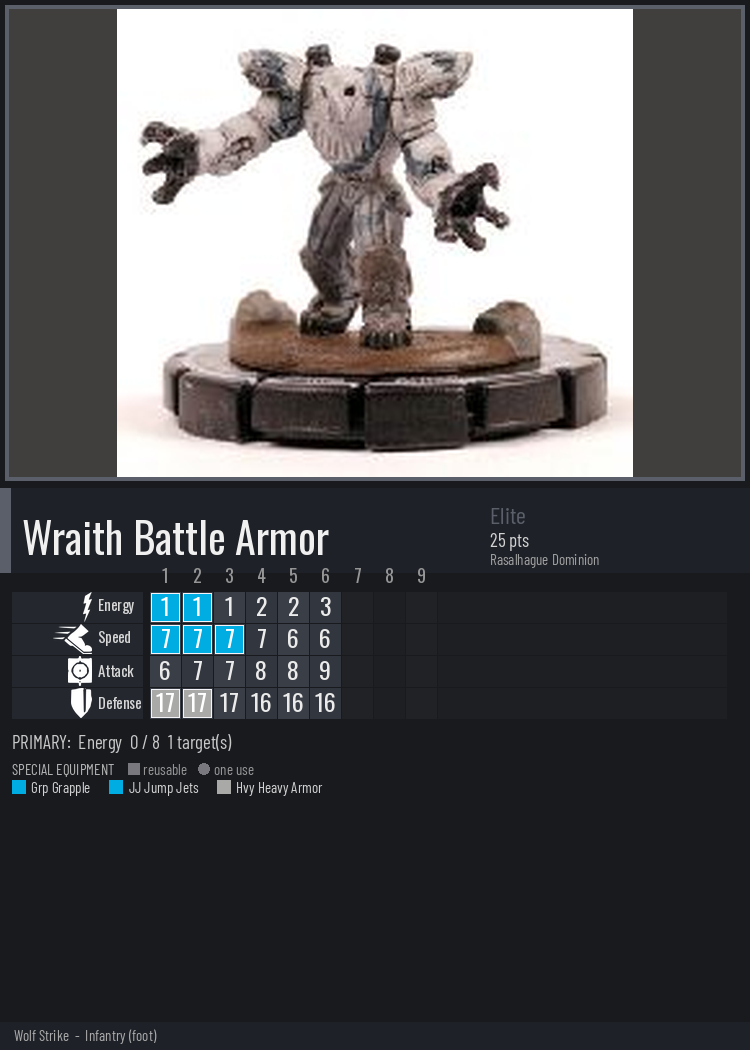 Wraith Battle Armor
Elite
25 pts
Rasalhague Dominion
1 2 3 4 5 6 7 8 9
Energy 1 1 1 2 2 3
Speed 7 7 7 7 6 6
Attack 6 7 7 8 8 9
Defense 17 17 17 16 16 16
PRIMARY: Energy 0 / 8 1 target(s)
SPECIAL EQUIPMENT reusable one use
Grp Grapple JJ Jump Jets Hvy Heavy Armor
Wolf Strike - Infantry (foot)